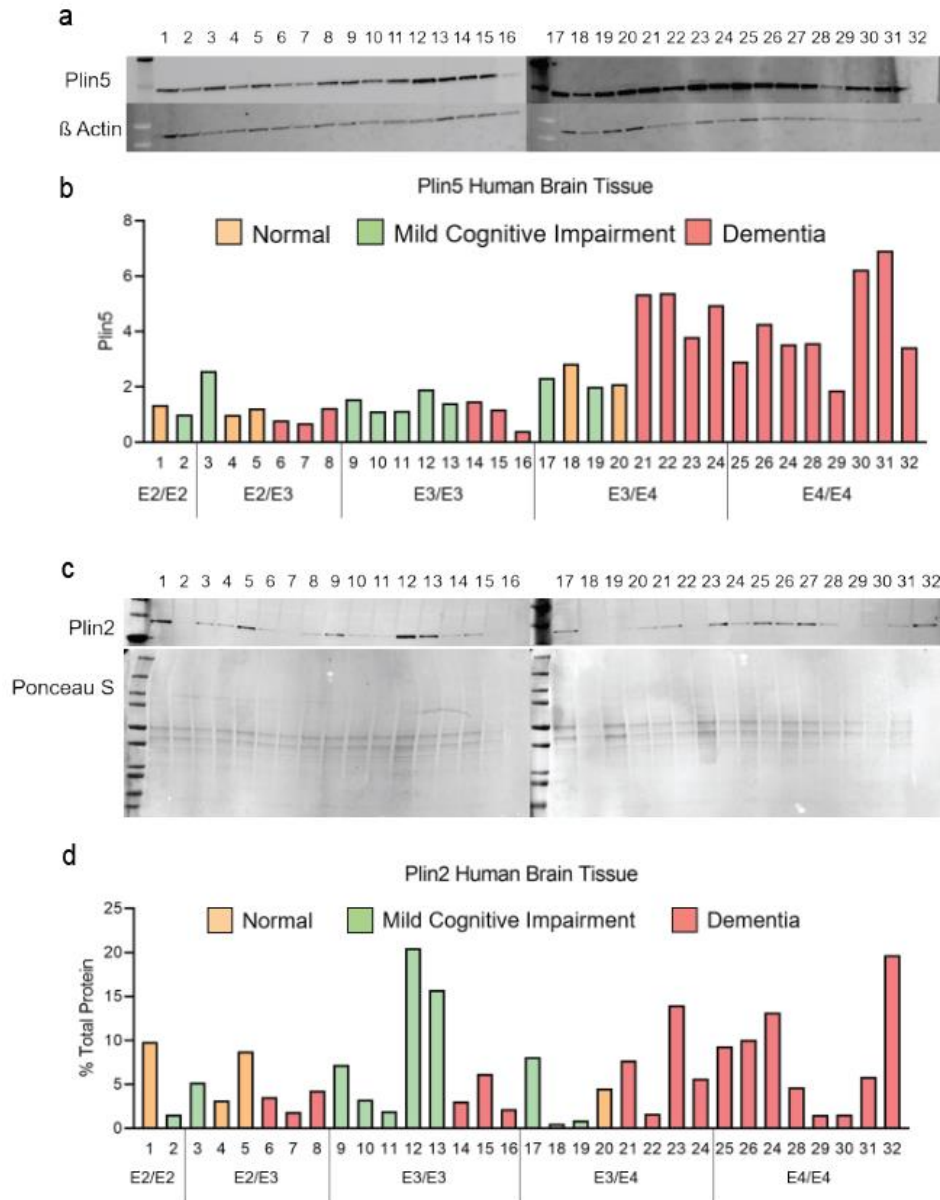 a
1 2 3 4 5 6 7 8 9 10 11 12 13 14 15 16 17 18 19 20 21 22 23 24 25 26 27 28 29 30 31 32
Plin5
ß Actin
b
Plin5 Human Brain Tissue
Normal Mild Cognitive Impairment Dementia
Plin5
8
6
4
2
0
1 2 3 4 5 6 7 8 9 10 11 12 13 14 15 16 17 18 19 20 21 22 23 24 25 26 24 28 29 30 31 32
E2/E2 E2/E3 E3/E3 E3/E4 E4/E4
c
1 2 3 4 5 6 7 8 9 10 11 12 13 14 15 16 17 18 19 20 21 22 23 24 25 26 27 28 29 30 31 32
Plin2
Ponceau S
d
Plin2 Human Brain Tissue
Normal Mild Cognitive Impairment Dementia
% Total Protein
25
20
15
10
5
0
1 2 3 4 5 6 7 8 9 10 11 12 13 14 15 16 17 18 19 20 21 22 23 24 25 26 24 28 29 30 31 32
E2/E2 E2/E3 E3/E3 E3/E4 E4/E4